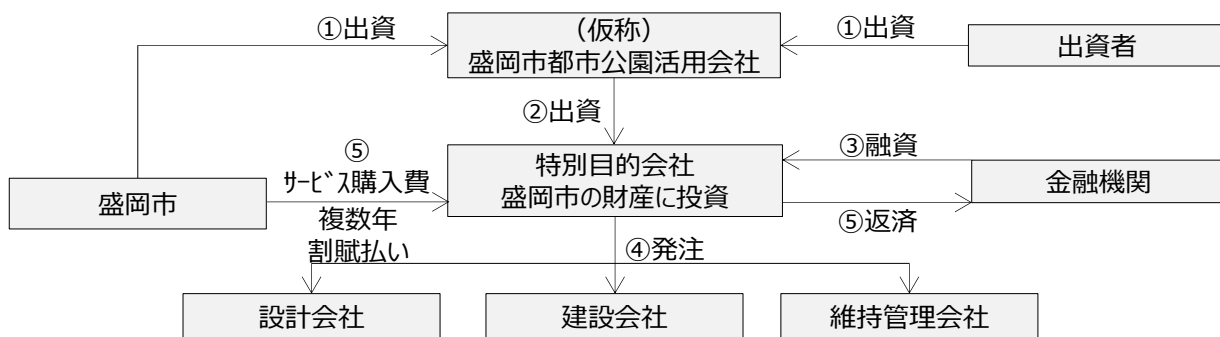 ①出資
（仮称）
盛岡市都市公園活用会社
①出資
出資者
②出資
⑤
ｻｰﾋﾞｽ購入費
特別目的会社
盛岡市の財産に投資
③融資
金融機関
盛岡市
複数年
割賦払い
⑤返済
④発注
設計会社
建設会社
維持管理会社